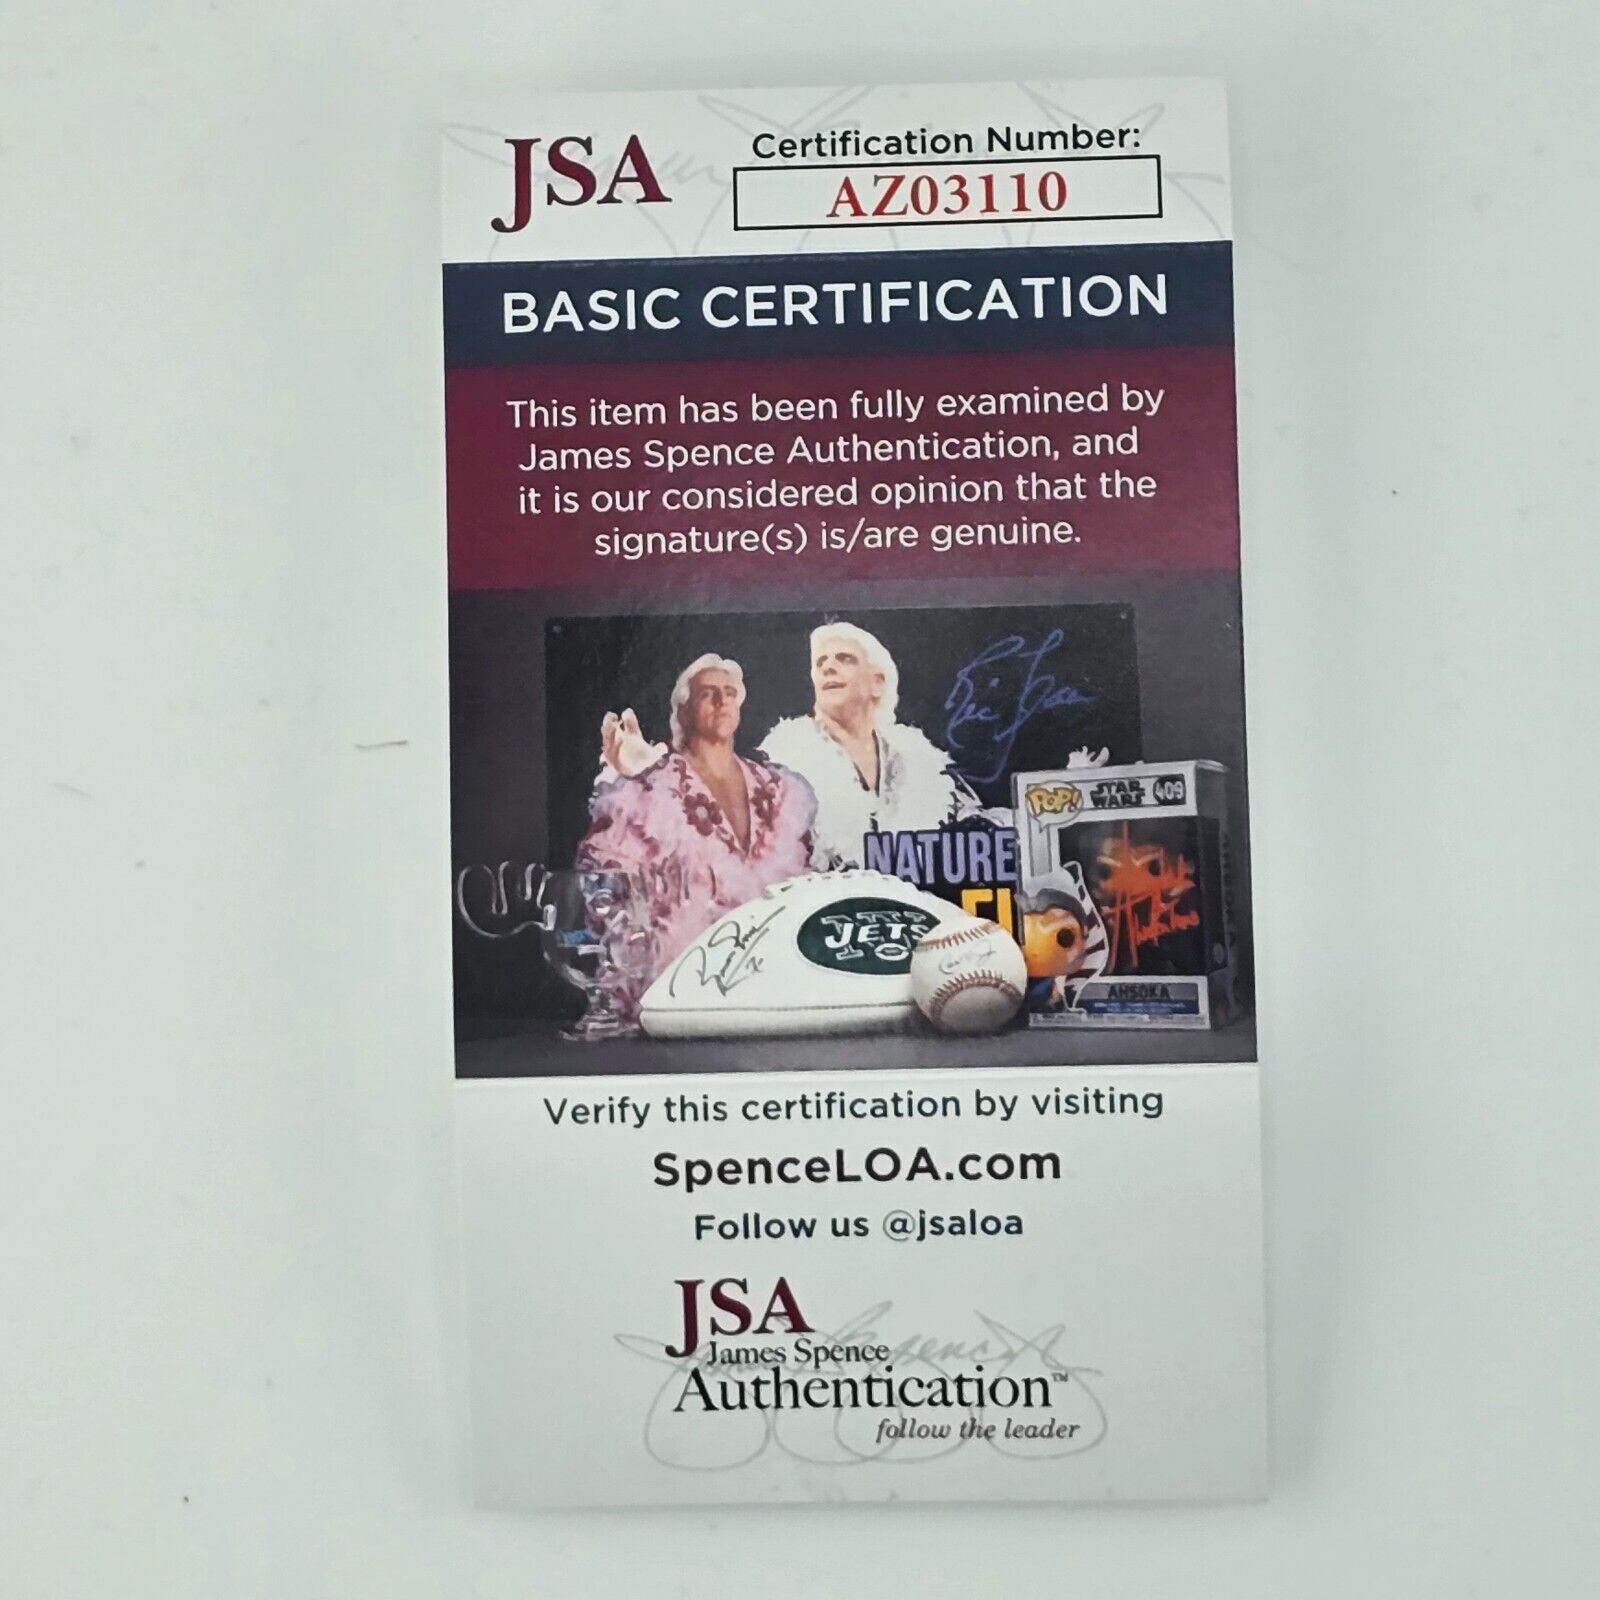 JSA
Certification Number:
AZ03110
BASIC CERTIFICATION
This item has been fully examined by
James Spence Authentication, and
it is our considered opinion that the
signature(s) is/are genuine.
POP! STAR WARS 409
NATURE
JETS
AHSOKA
Verify this certification by visiting
SpenceLOA.com
Follow us @jsaloa
JSA
James Spence
Authentication™
follow the leader